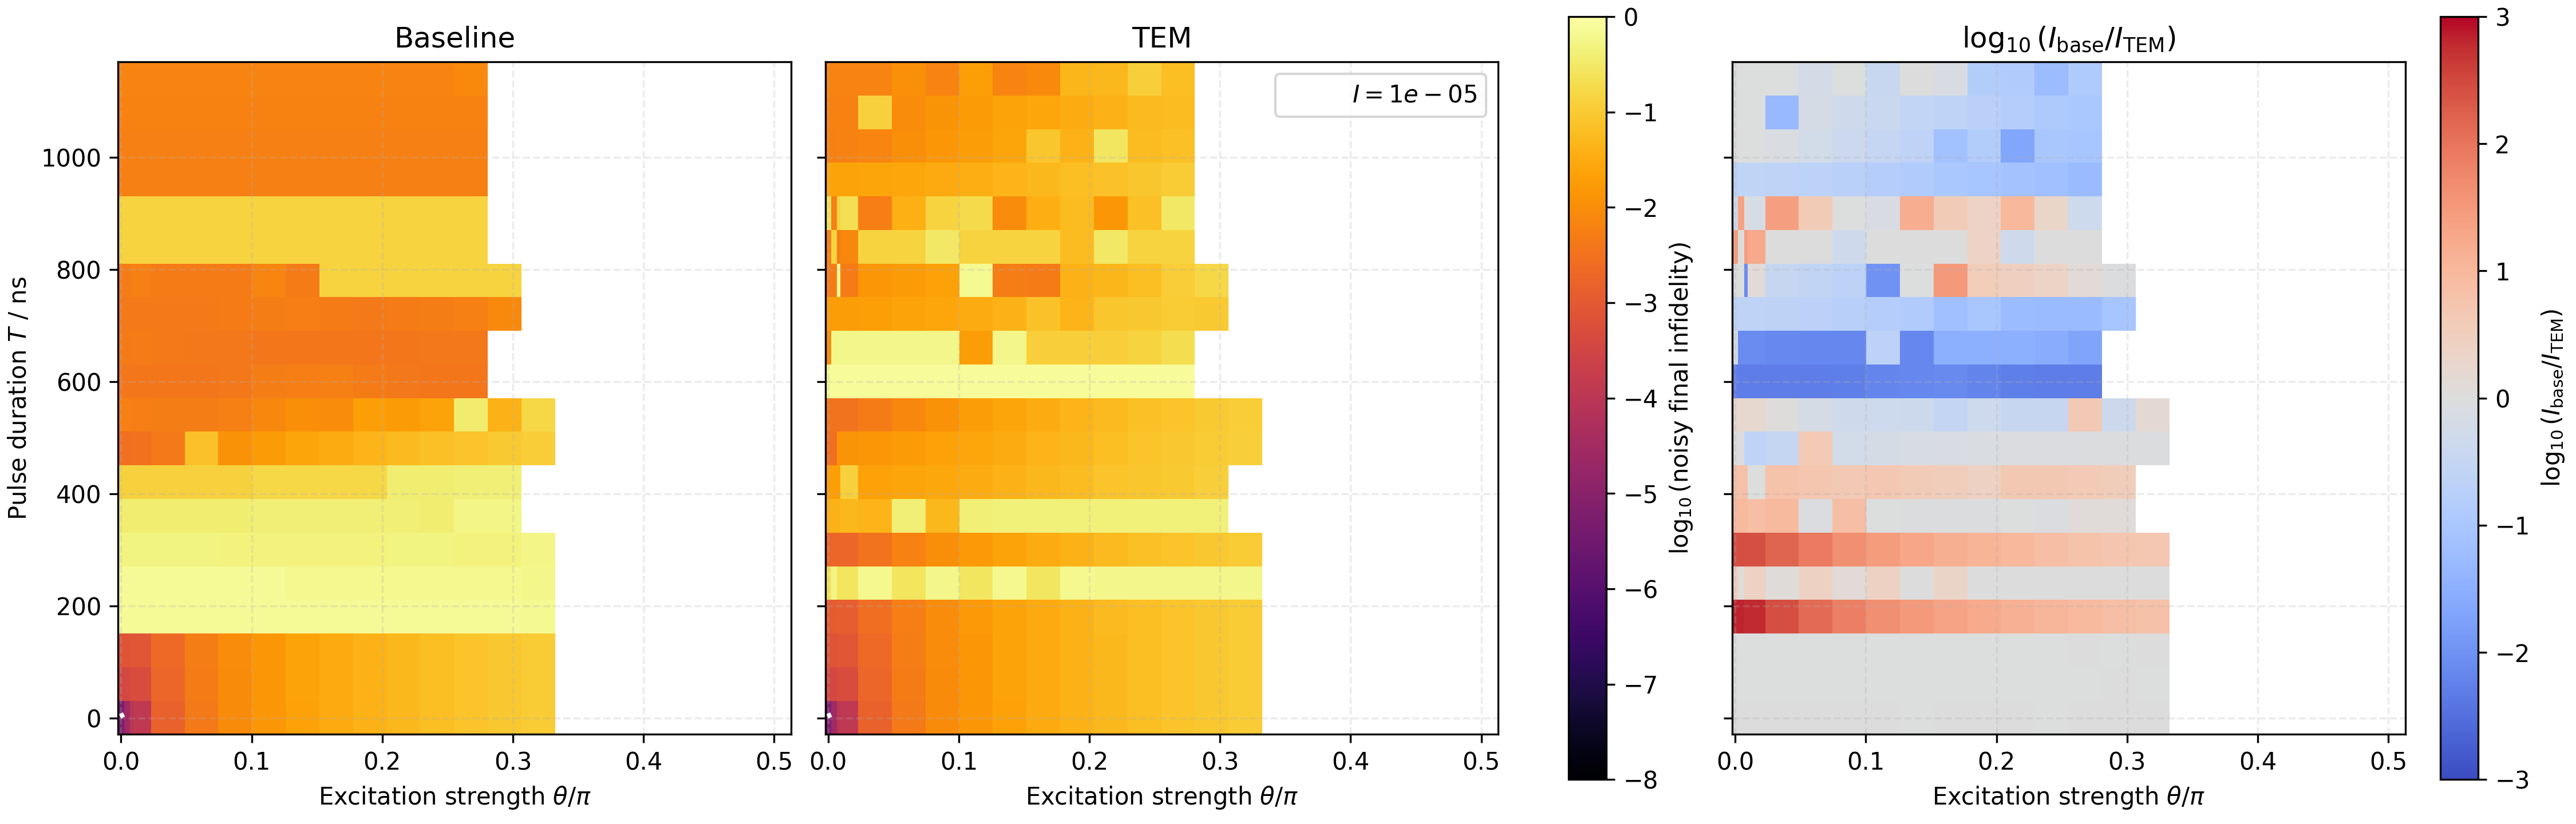 Baseline
TEM
log₁₀ (I_base/I_TEM)
Pulse duration T / ns
1000
800
600
400
200
0
0.0 0.1 0.2 0.3 0.4 0.5
Excitation strength θ/π
I = 1e − 05
0.0 0.1 0.2 0.3 0.4 0.5
Excitation strength θ/π
0
−1
−2
−3
−4
−5
−6
−7
−8
log₁₀ (noisy final infidelity)
0.0 0.1 0.2 0.3 0.4 0.5
Excitation strength θ/π
3
2
1
0
−1
−2
−3
log₁₀ (I_base/I_TEM)